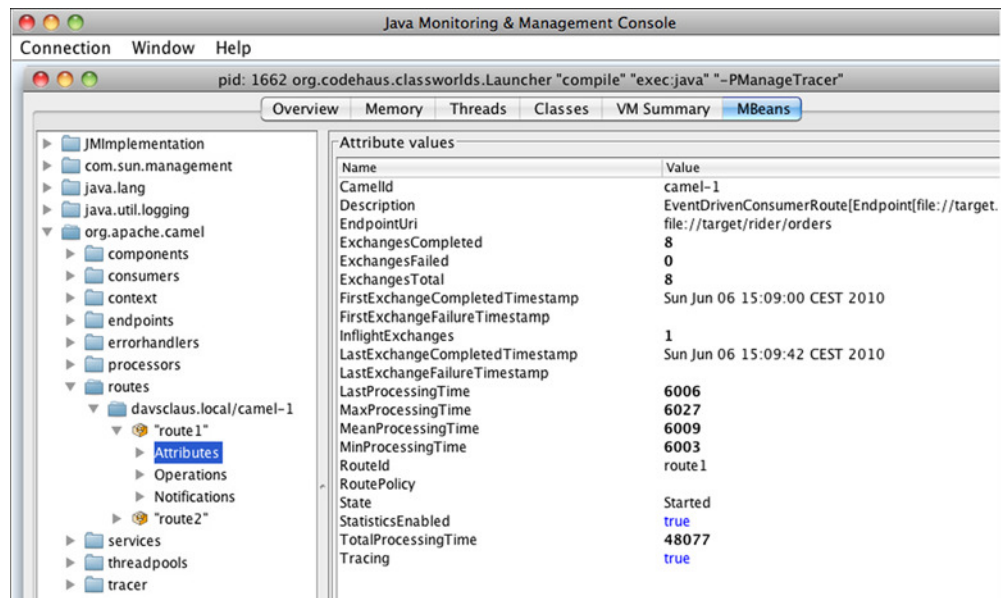 Java Monitoring & Management Console
Connection Window Help
pid: 1662 org.codehaus.classworlds.Launcher "compile" "exec:java" "-PManageTracer"
Overview Memory Threads Classes VM Summary MBeans
JMImplementation
com.sun.management
java.lang
java.util.logging
org.apache.camel
components
consumers
context
endpoints
errorhandlers
processors
routes
davsclaus.local/camel-1
"route1"
Attributes
Operations
Notifications
"route2"
services
threadpools
tracer
Attribute values
Name Value
CamelId camel-1
Description EventDrivenConsumerRoute[Endpoint[file://target.
EndpointUri file://target/rider/orders
ExchangesCompleted 8
ExchangesFailed 0
ExchangesTotal 8
FirstExchangeCompletedTimestamp Sun Jun 06 15:09:00 CEST 2010
FirstExchangeFailureTimestamp
InflightExchanges 1
LastExchangeCompletedTimestamp Sun Jun 06 15:09:42 CEST 2010
LastExchangeFailureTimestamp
LastProcessingTime 6006
MaxProcessingTime 6027
MeanProcessingTime 6009
MinProcessingTime 6003
RouteId route1
RoutePolicy
State Started
StatisticsEnabled true
TotalProcessingTime 48077
Tracing true